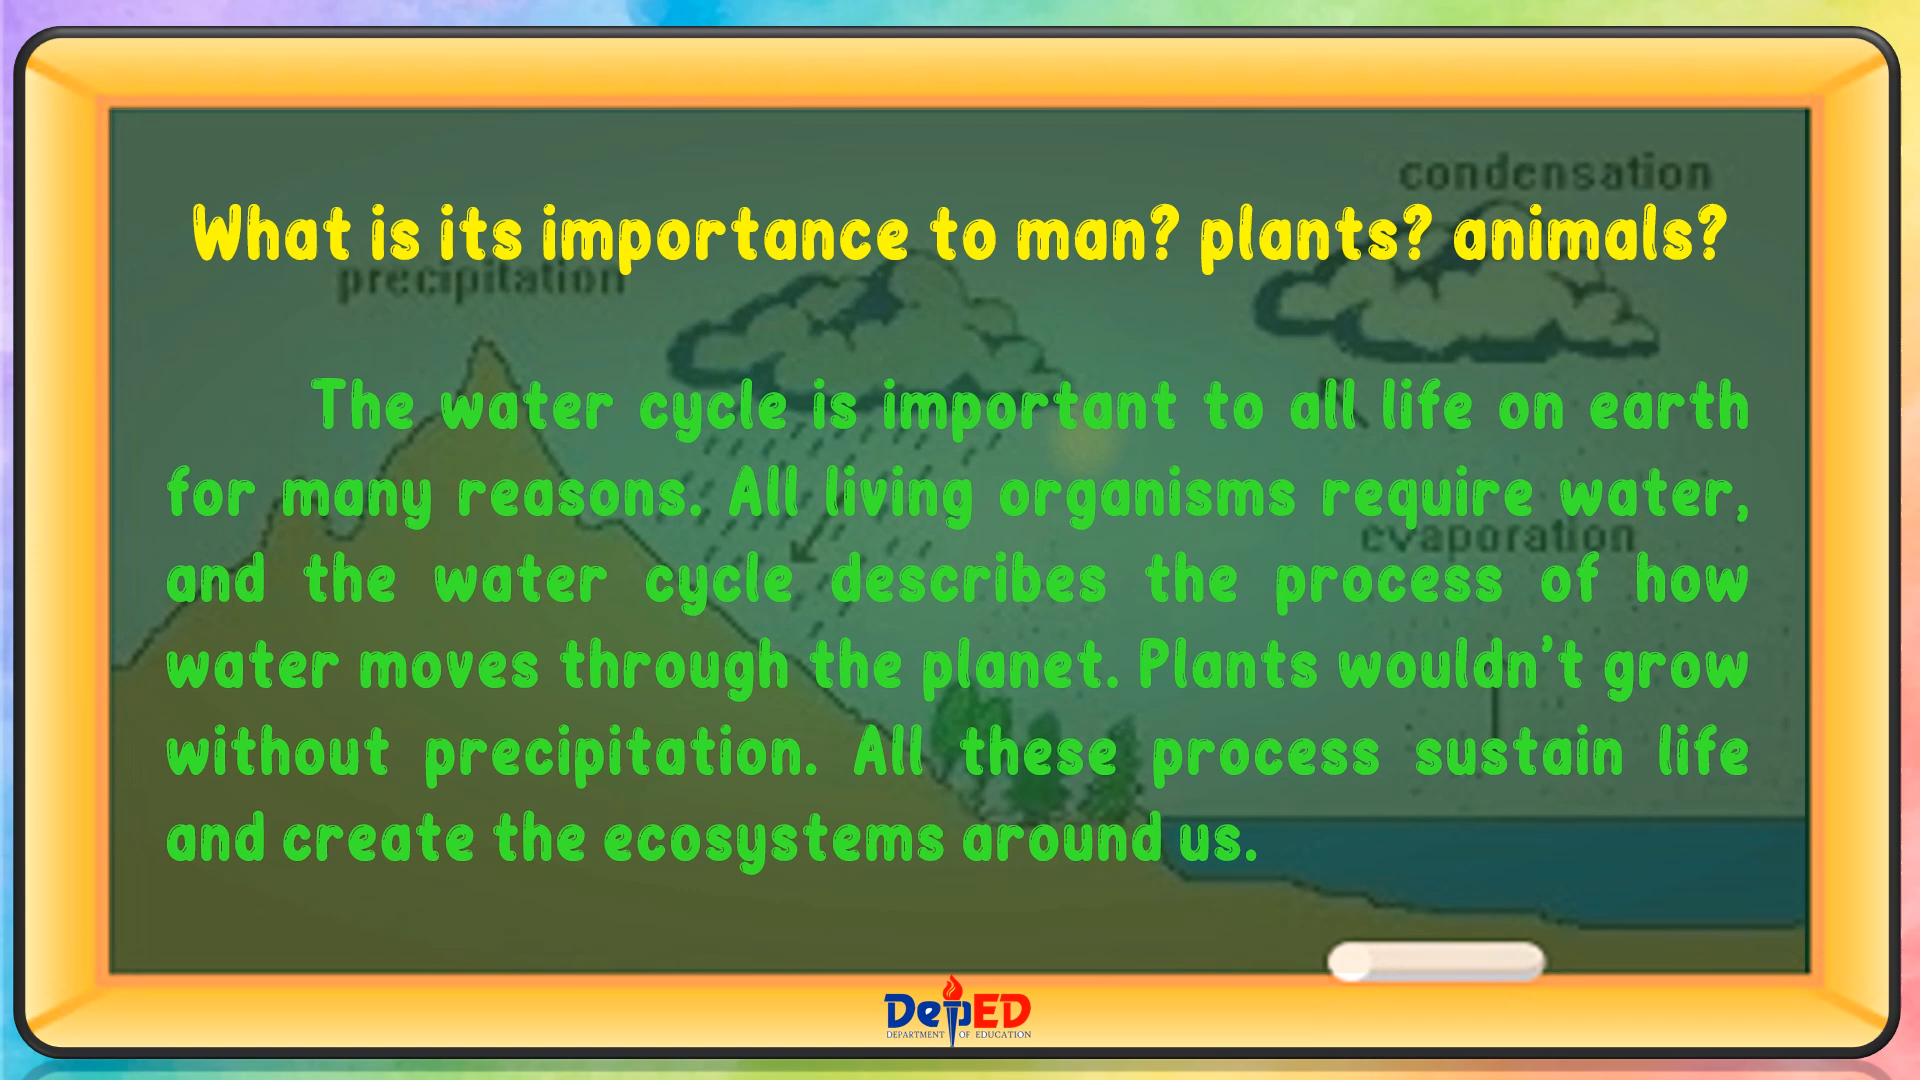 condensation
What is its importance to man? plants? animals?
precipitation
The water cycle is important to all life on earth
for many reasons. All living organisms require water,
evaporation
and the water cycle describes the process of how
water moves through the planet. Plants wouldn't grow
without precipitation. All these process sustain life
and create the ecosystems around us.
DepED
DEPARTMENT OF EDUCATION